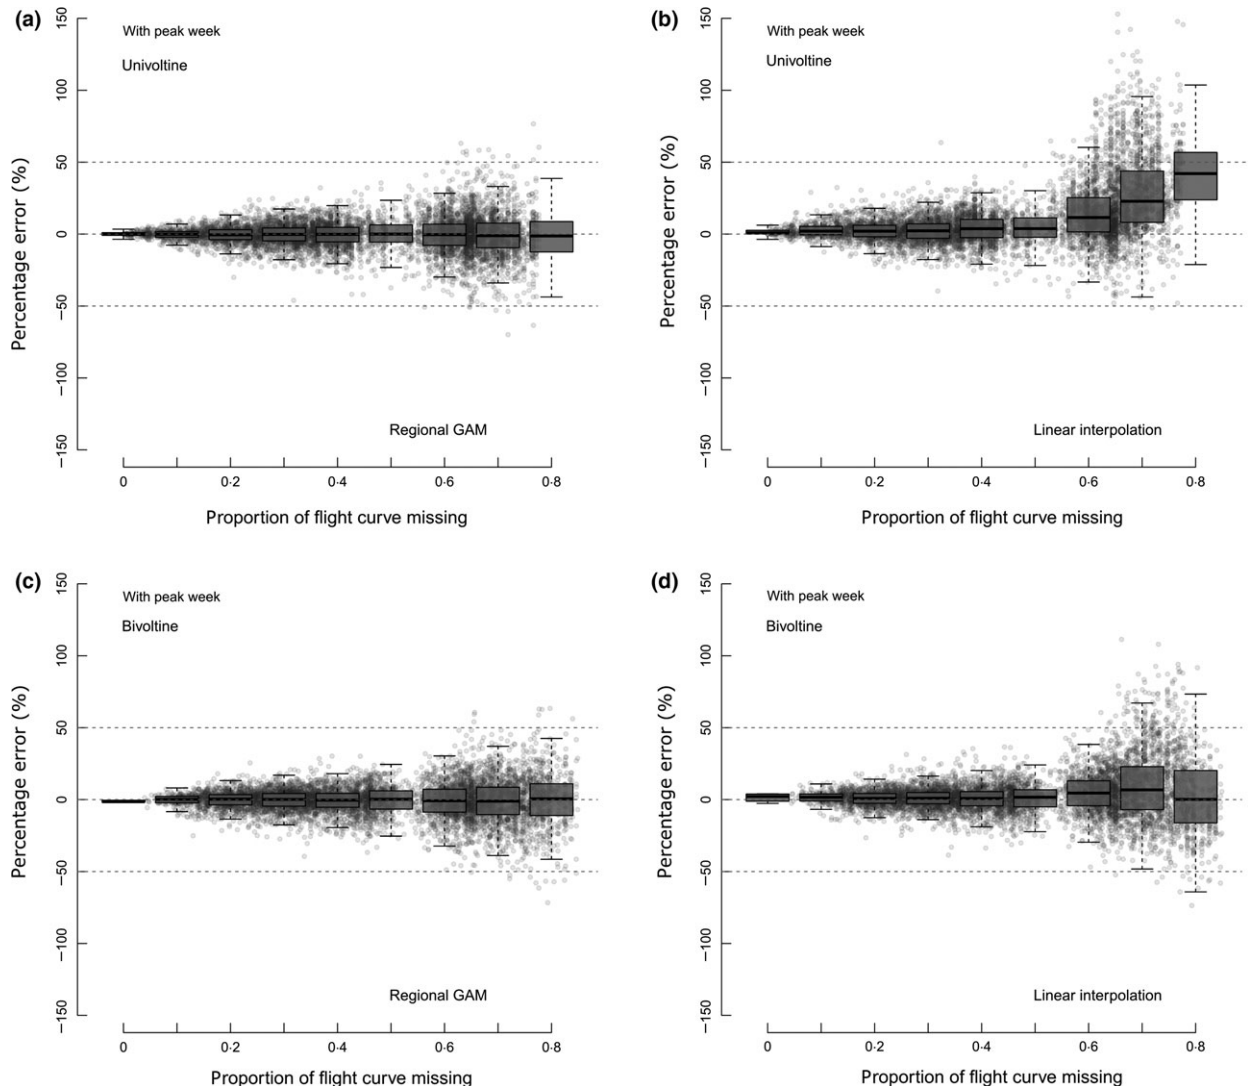 (a)
With peak week
Univoltine
Percentage error (%)
150
100
50
0
−50
−100
−150
Regional GAM
0 0·2 0·4 0·6 0·8
Proportion of flight curve missing
(b)
With peak week
Univoltine
Percentage error (%)
150
100
50
0
−50
−100
−150
Linear interpolation
0 0·2 0·4 0·6 0·8
Proportion of flight curve missing
(c)
With peak week
Bivoltine
Percentage error (%)
150
100
50
0
−50
−100
−150
Regional GAM
0 0·2 0·4 0·6 0·8
Proportion of flight curve missing
(d)
With peak week
Bivoltine
Percentage error (%)
150
100
50
0
−50
−100
−150
Linear interpolation
0 0·2 0·4 0·6 0·8
Proportion of flight curve missing